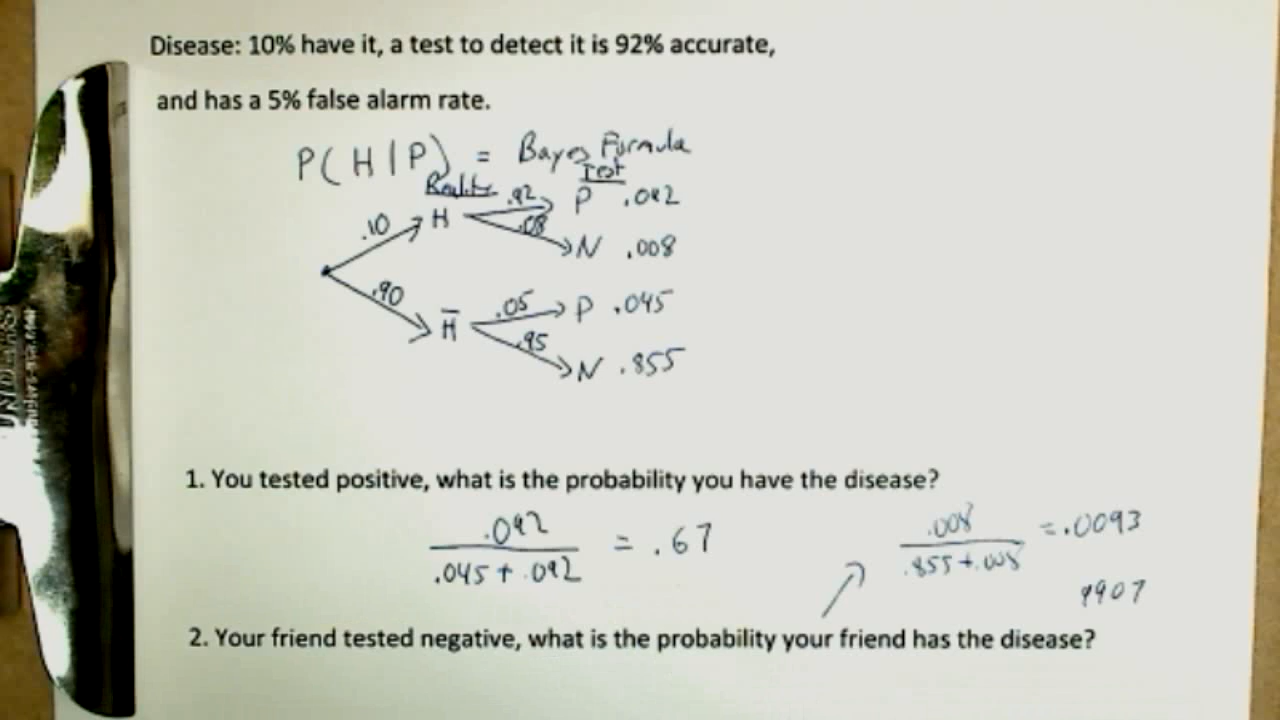 Disease: 10% have it, a test to detect it is 92% accurate,
and has a 5% false alarm rate.
P(H|P) = Bayes Formula
Reality Test
.10 H .92 P .092
.08 N .008
.90 H̅ .05 P .045
.95 N .855
1. You tested positive, what is the probability you have the disease?
.092
.045 + .092
= .67
.008
.855 + .008
= .0093
9907
2. Your friend tested negative, what is the probability your friend has the disease?